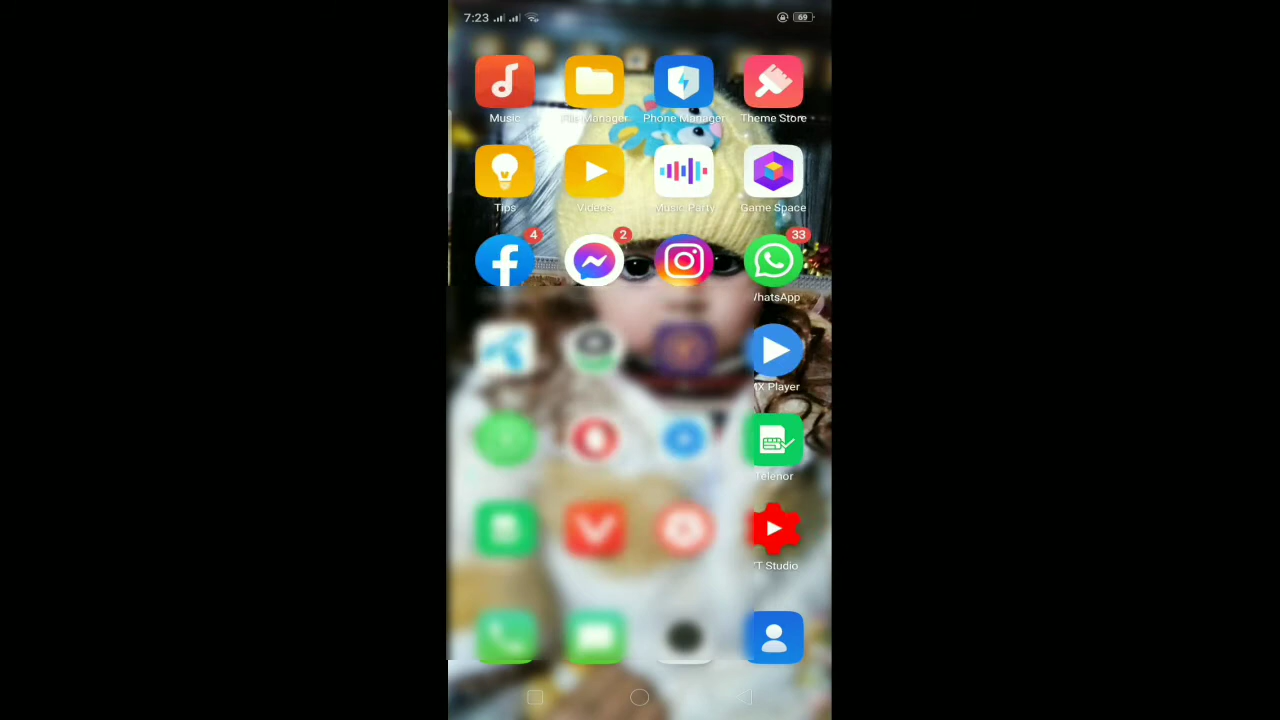 7:23 69
Music File Manager Phone Manager Theme Store
Tips Videos Music Party Game Space
4 2 33
hatsApp
X Player
Telenor
T Studio